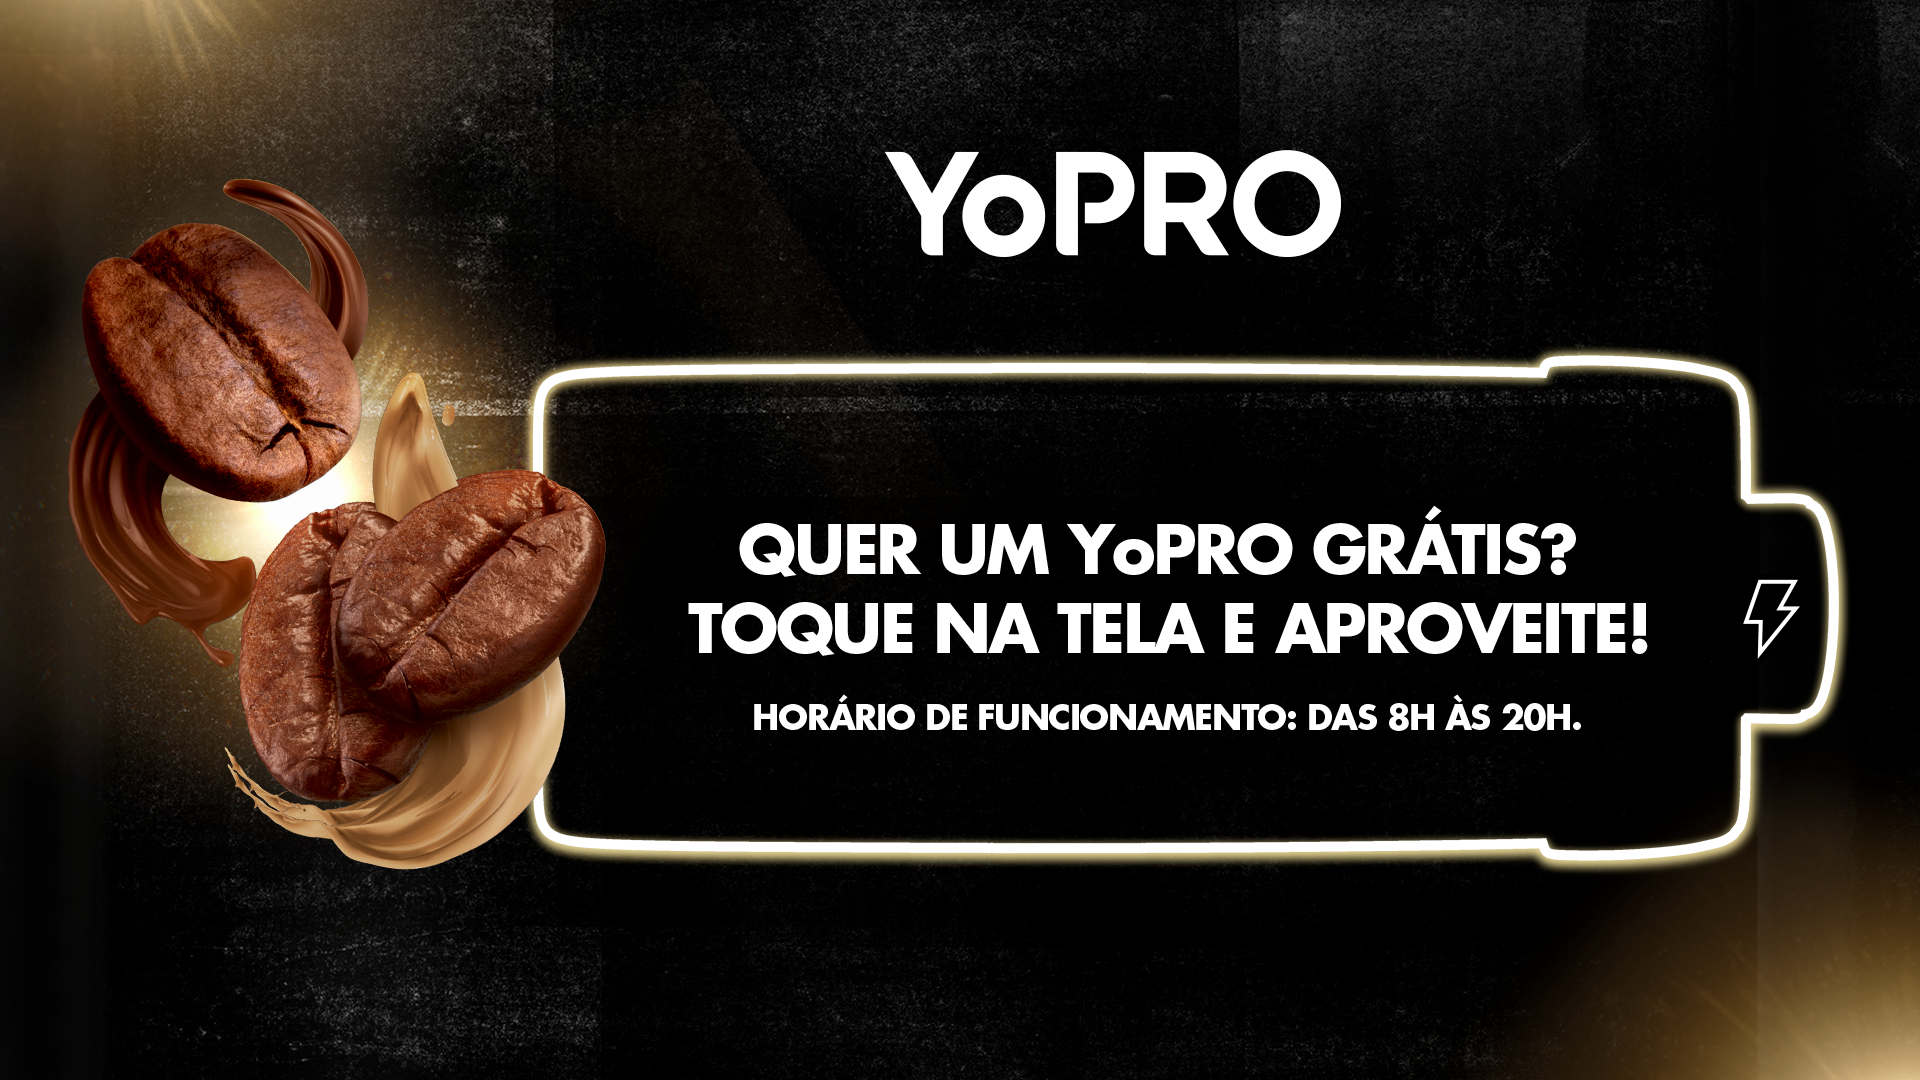 YoPRO
QUER UM YoPRO GRÁTIS?
TOQUE NA TELA E APROVEITE!
HORÁRIO DE FUNCIONAMENTO: DAS 8H ÀS 20H.